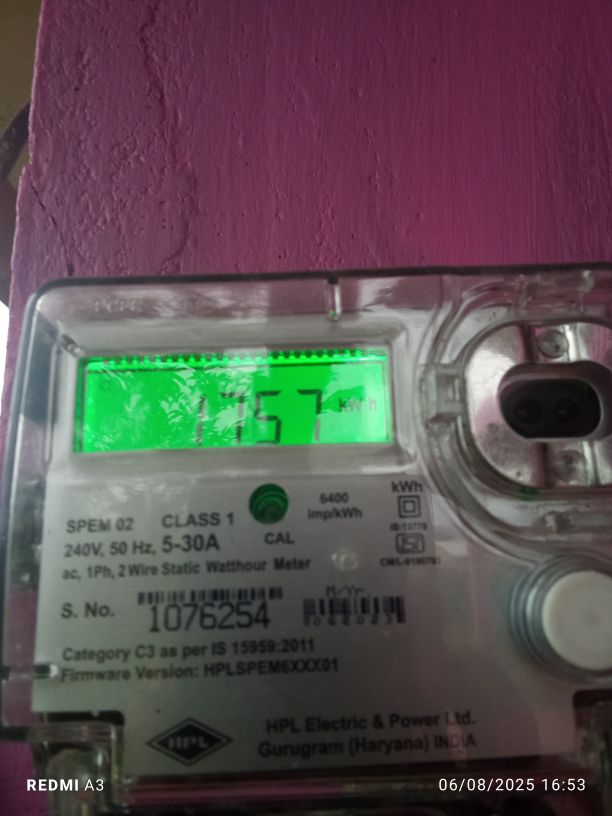 1757 kWh
SPEM 02 CLASS 1
6400
imp/kWh
kWh
IS:13779
240V, 50 Hz, 5-30A
CAL
ac, 1Ph, 2 Wire Static Watthour Meter
M/Yr.
S. No. 1076254
Category C3 as per IS 15959:2011
Firmware Version: HPLSPEM6XXX01
HPL
HPL Electric & Power Ltd.
Gurugram (Haryana) INDIA
REDMI A3
06/08/2025 16:53